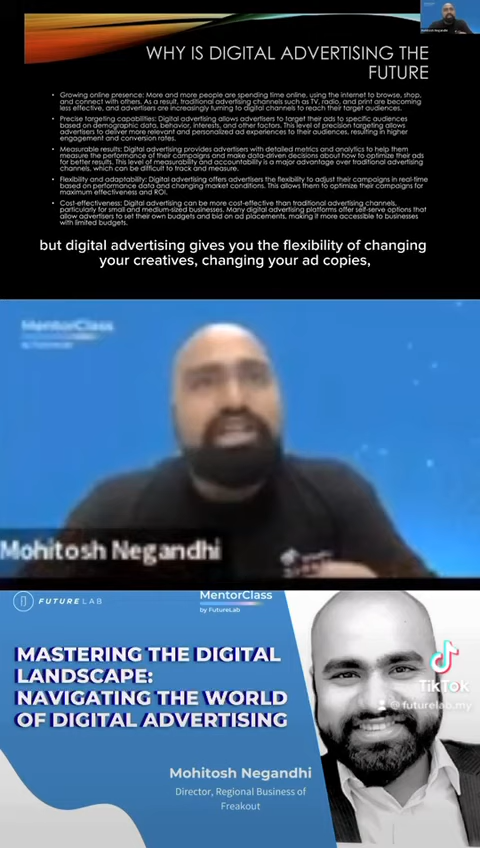 Mohitosh Negandhi
WHY IS DIGITAL ADVERTISING THE
FUTURE
• Growing online presence: More and more people are spending time online, using the internet to browse, shop,
and connect with others. As a result, traditional advertising channels such as TV, radio, and print are becoming
less effective, and advertisers are increasingly turning to digital channels to reach their target audiences.
• Precise targeting capabilities: Digital advertising allows advertisers to target their ads to specific audiences
based on demographic data, behavior, interests, and other factors. This level of precision targeting allows
advertisers to deliver more relevant and personalized ad experiences to their audiences, resulting in higher
engagement and conversion rates.
• Measurable results: Digital advertising provides advertisers with detailed metrics and analytics to help them
measure the performance of their campaigns and make data-driven decisions about how to optimize their ads
for better results. This level of measurability and accountability is a major advantage over traditional advertising
channels, which can be difficult to track and measure.
• Flexibility and adaptability: Digital advertising offers advertisers the flexibility to adjust their campaigns in real-time
based on performance data and changing market conditions. This allows them to optimize their campaigns for
maximum effectiveness and ROI.
• Cost-effectiveness: Digital advertising can be more cost-effective than traditional advertising channels,
particularly for small and medium-sized businesses. Many digital advertising platforms offer self-serve options that
allow advertisers to set their own budgets and bid on ad placements, making it more accessible to businesses
with limited budgets.
but digital advertising gives you the flexibility of changing
your creatives, changing your ad copies,
MentorClass
by FutureLab
Mohitosh Negandhi
FUTURELAB
MentorClass
by FutureLab
MASTERING THE DIGITAL
LANDSCAPE:
NAVIGATING THE WORLD
OF DIGITAL ADVERTISING
TikTok
@futurelab.my
Mohitosh Negandhi
Director, Regional Business of
Freakout